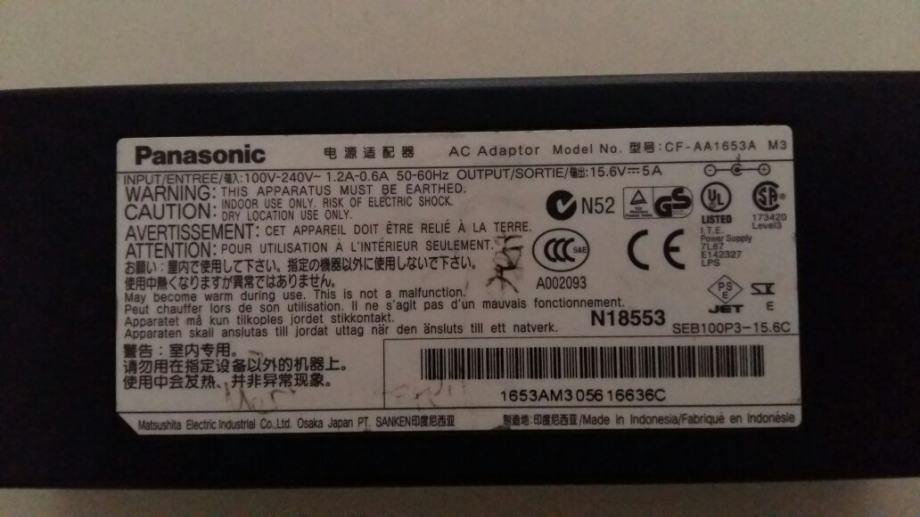 Panasonic 电源适配器 AC Adaptor Model No. 型号:CF-AA1653A M3
INPUT/ENTREE/输入:100V-240V~ 1.2A-0.6A 50-60Hz OUTPUT/SORTIE/输出:15.6V⎓5A
WARNING: THIS APPARATUS MUST BE EARTHED.
CAUTION: INDOOR USE ONLY. RISK OF ELECTRIC SHOCK.
DRY LOCATION USE ONLY.
AVERTISSEMENT: CET APPAREIL DOIT ÊTRE RELIÉ À LA TERRE.
ATTENTION: POUR UTILISATION À L'INTÉRIEUR SEULEMENT.
お願い:屋内で使用して下さい。指定の機器以外に使用しないで下さい。
使用中熱くなりますが異常ではありません。
May become warm during use. This is not a malfunction.
Peut chauffer lors de son utilisation. Il ne s'agit pas d'un mauvais fonctionnement.
Apparatet må kun tilkoples jordet stikkontakt.
Apparaten skall anslutas till jordat uttag när den änsluts till ett natverk.
N52
GS
UL
LISTED
I.T.E.
Power Supply
7L87
E142327
LPS
SA
173420
Level3
CCC S&E
A002093
CE
PS
E
JET
E
N18553
SEB100P3-15.6C
警告:室内专用。
请勿用在指定设备以外的机器上。
使用中会发热、并非异常现象。
1653AM305616636C
Matsushita Electric Industrial Co.,Ltd. Osaka Japan PT. SANKEN印度尼西亚 制造地:印度尼西亚/Made in Indonesia/Fabriqué en Indonésie